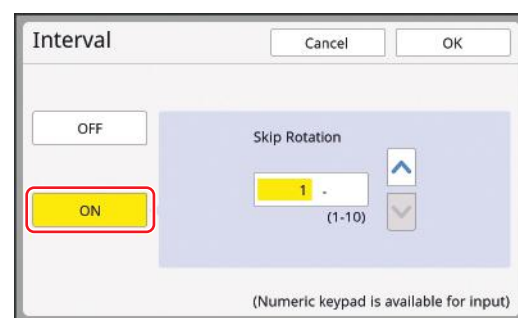 Interval
Cancel
OK
OFF
Skip Rotation
1 -
ON
(1-10)
(Numeric keypad is available for input)